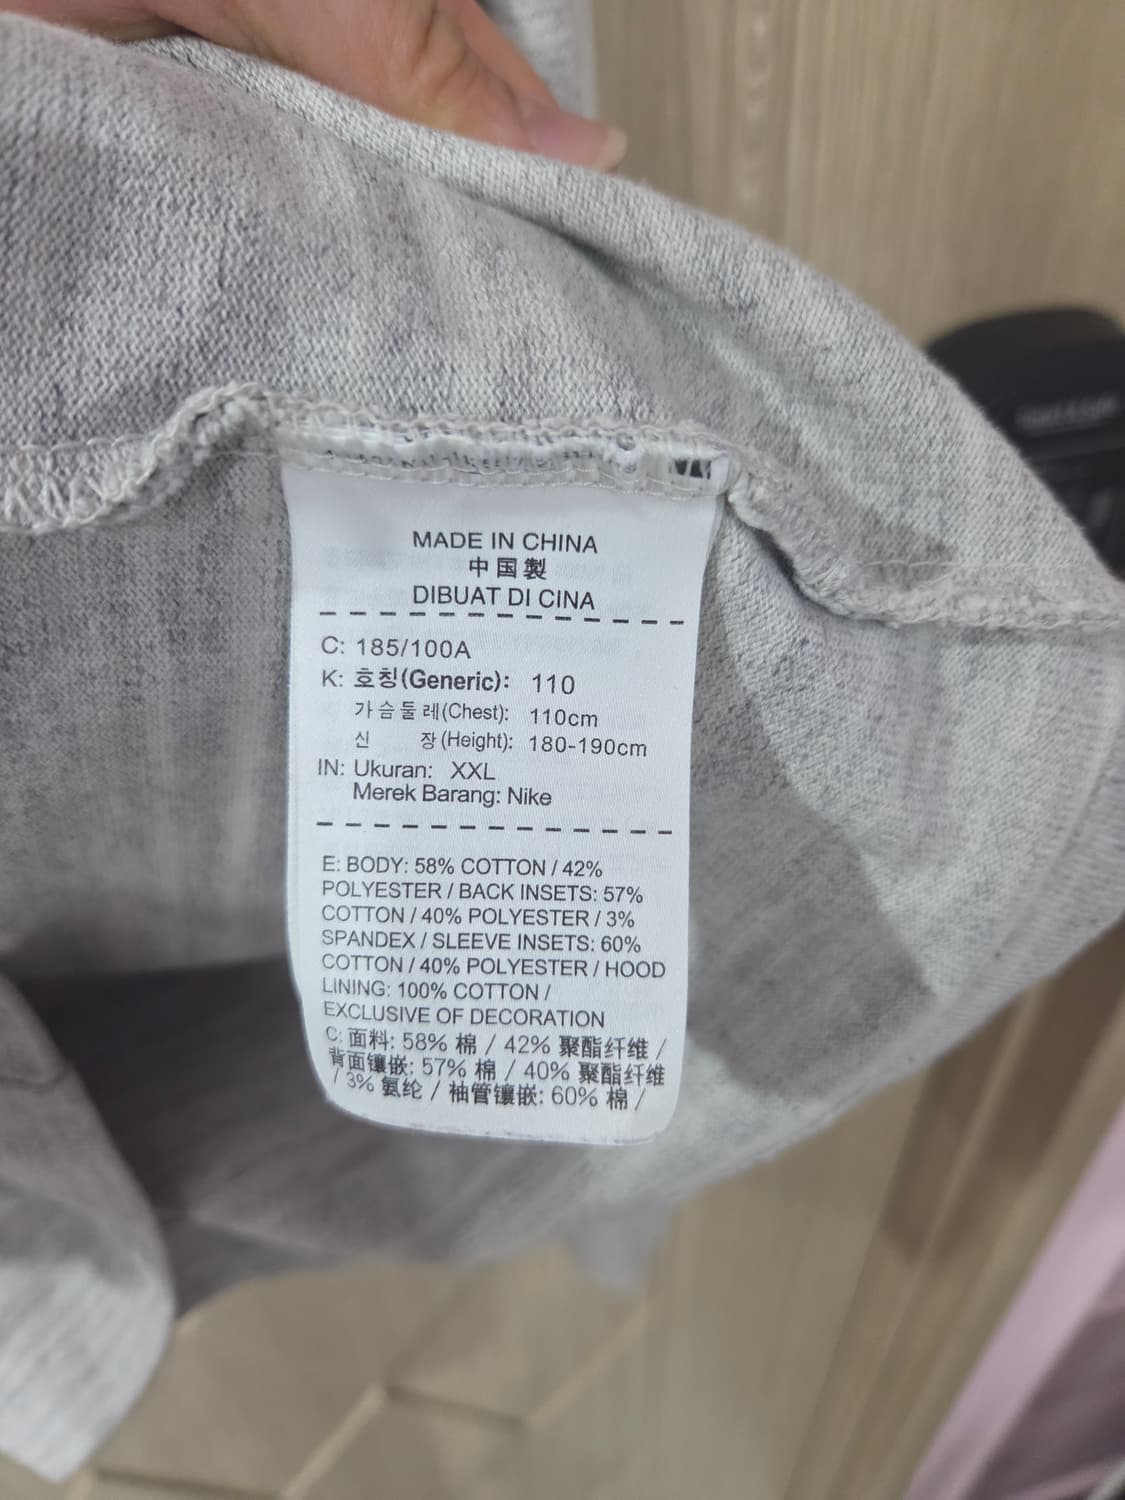 MADE IN CHINA
中国製
DIBUAT DI CINA
C: 185/100A
K: 호칭(Generic): 110
가슴둘레(Chest): 110cm
신 장(Height): 180-190cm
IN: Ukuran: XXL
Merek Barang: Nike
E: BODY: 58% COTTON / 42%
POLYESTER / BACK INSETS: 57%
COTTON / 40% POLYESTER / 3%
SPANDEX / SLEEVE INSETS: 60%
COTTON / 40% POLYESTER / HOOD
LINING: 100% COTTON /
EXCLUSIVE OF DECORATION
C: 面料: 58% 棉 / 42% 聚酯纤维 /
背面镶嵌: 57% 棉 / 40% 聚酯纤维
/ 3% 氨纶 / 袖管镶嵌: 60% 棉 /